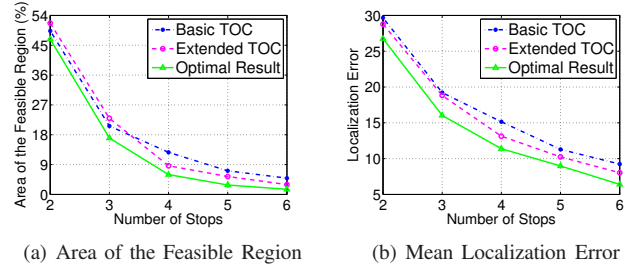 Area of the Feasible Region (%)
54
45
36
27
18
9
0
2
3
4
5
6
Number of Stops
Basic TOC
Extended TOC
Optimal Result
(a) Area of the Feasible Region
Localization Error
30
25
20
15
10
5
2
3
4
5
6
Number of Stops
Basic TOC
Extended TOC
Optimal Result
(b) Mean Localization Error